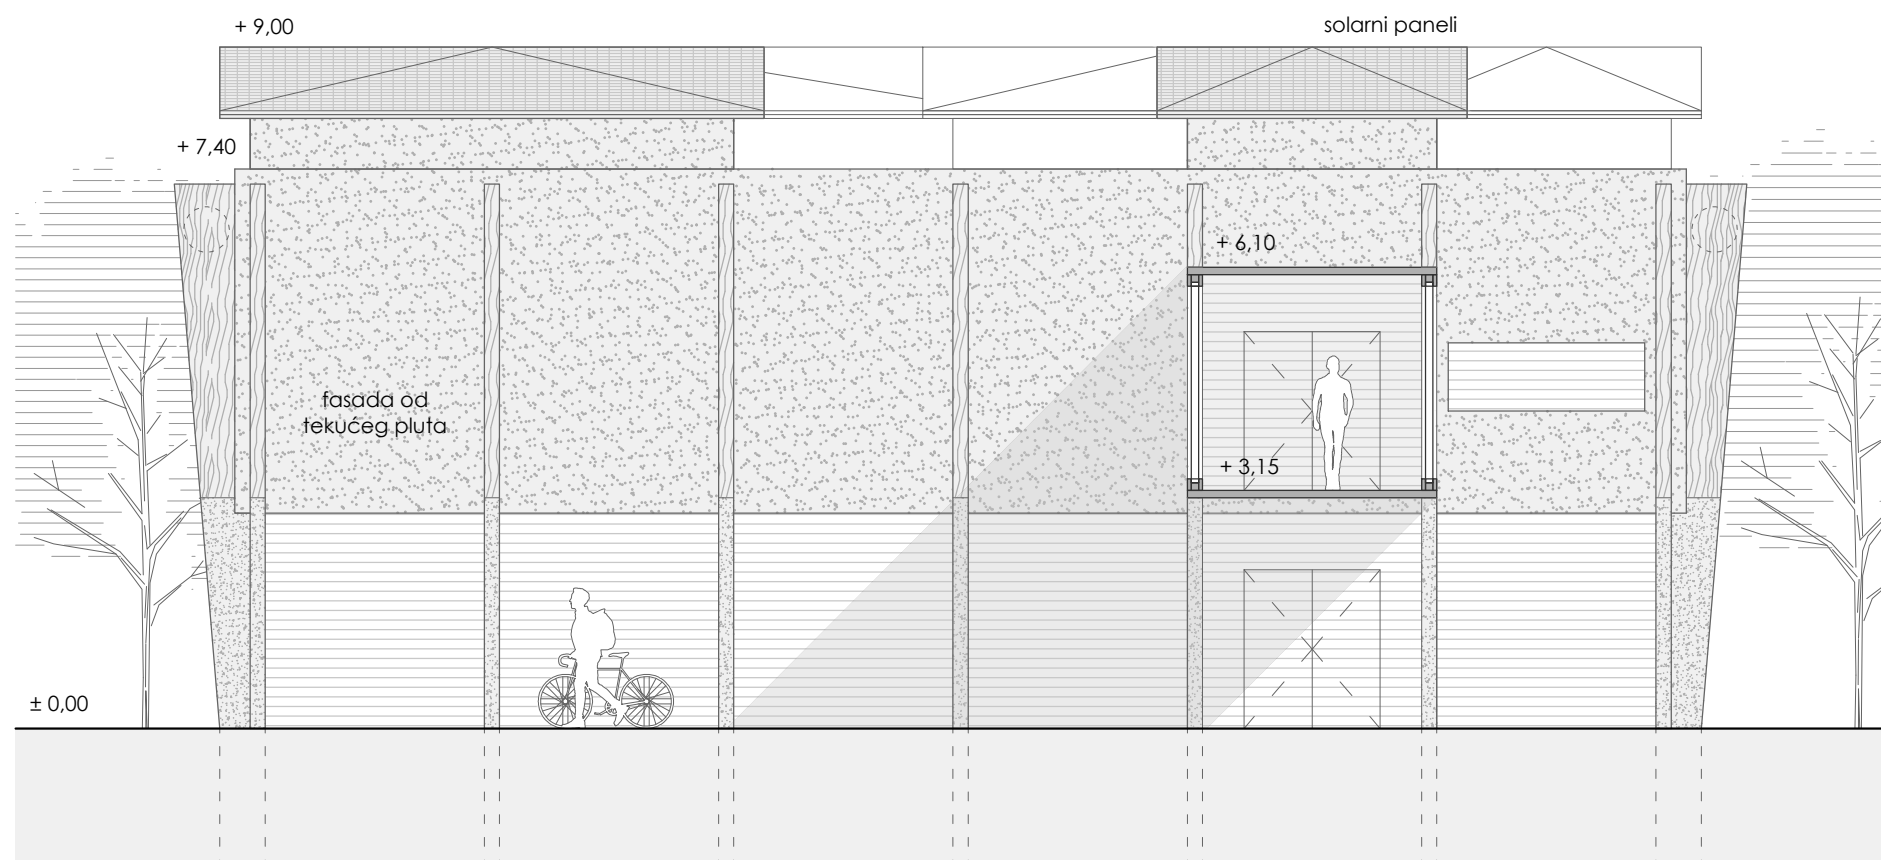 + 9,00
solarni paneli
+ 7,40
+ 6,10
fasada od
tekućeg pluta
+ 3,15
± 0,00